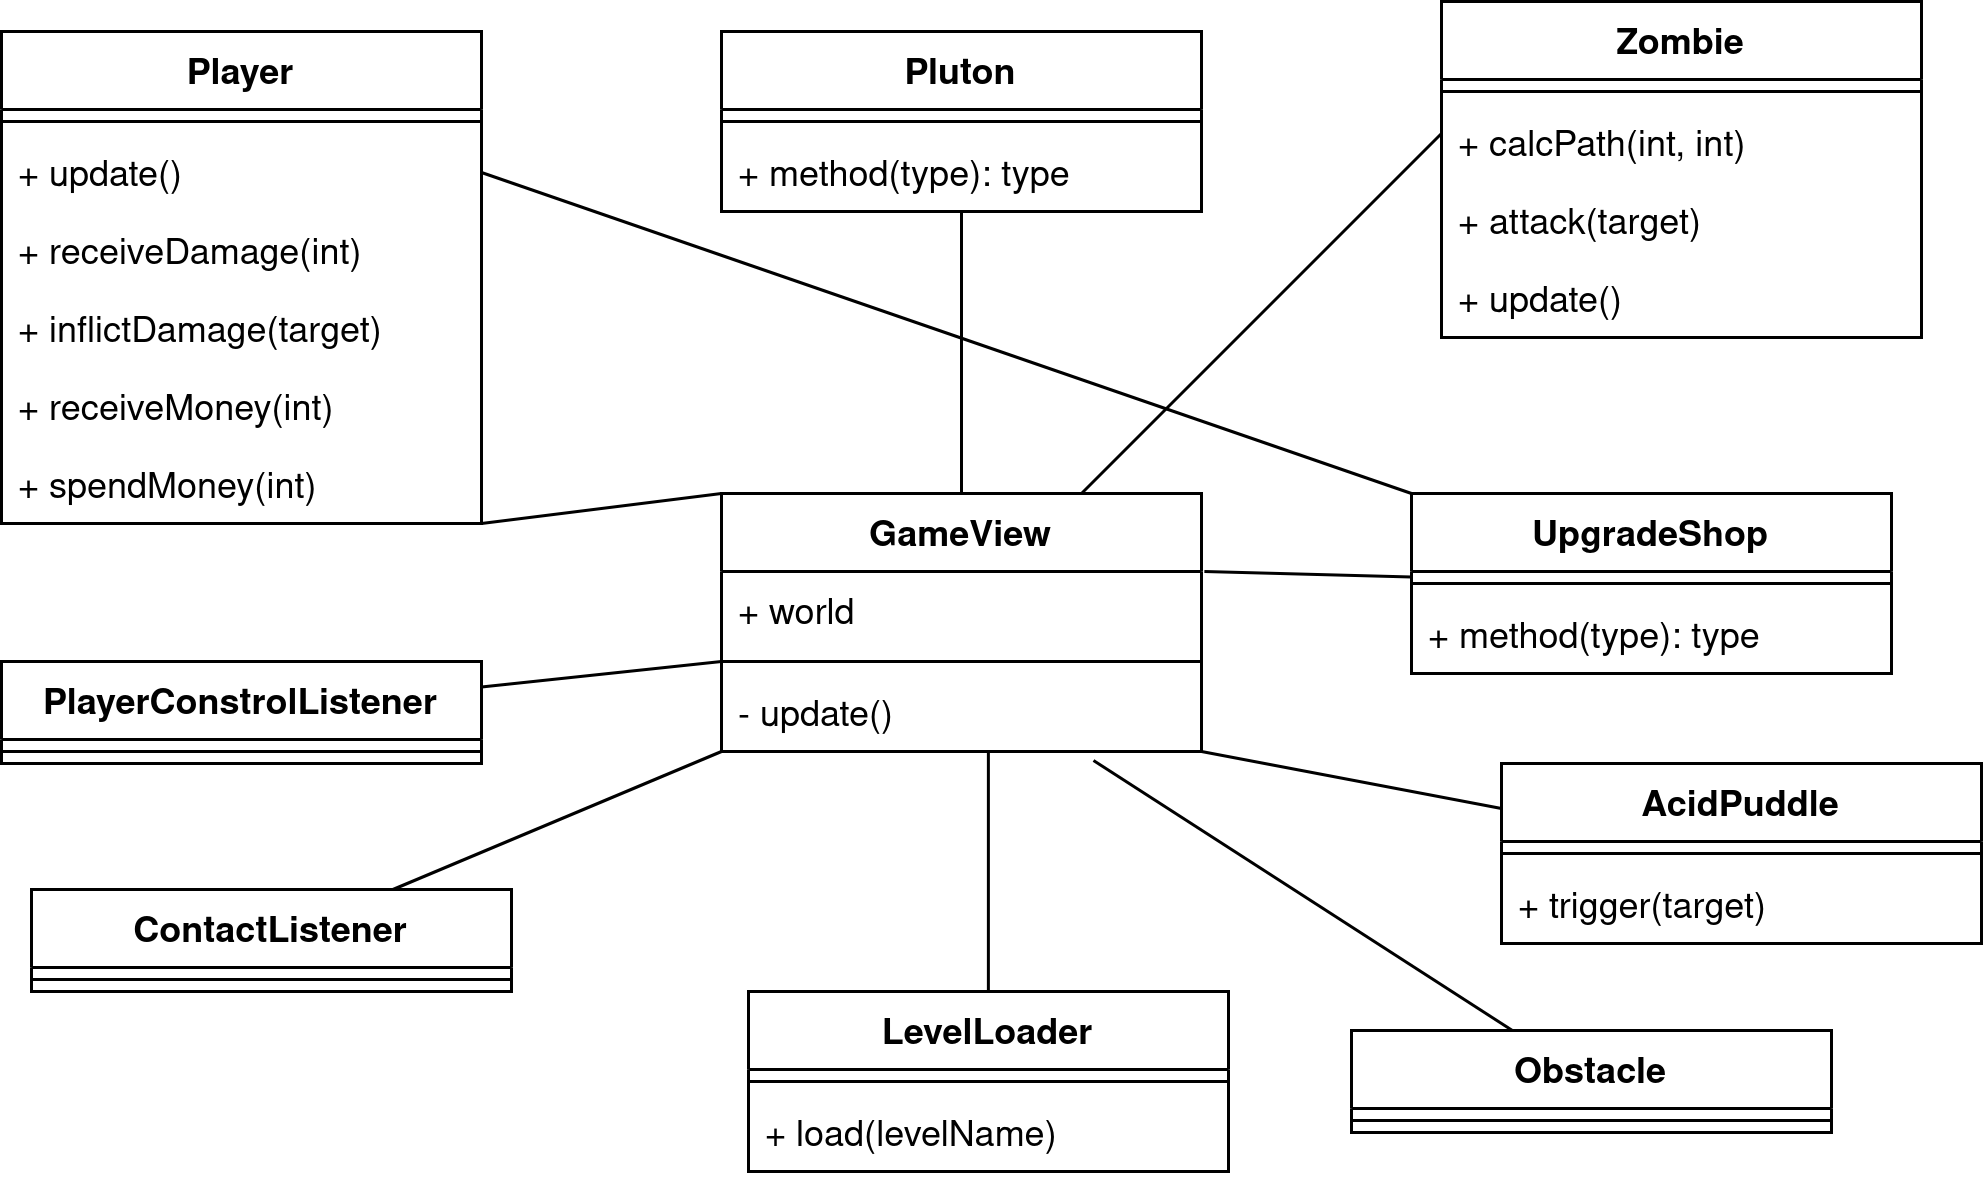 Player
+ update()
+ receiveDamage(int)
+ inflictDamage(target)
+ receiveMoney(int)
+ spendMoney(int)
Pluton
+ method(type): type
Zombie
+ calcPath(int, int)
+ attack(target)
+ update()
GameView
+ world
- update()
UpgradeShop
+ method(type): type
PlayerConstrolListener
ContactListener
LevelLoader
+ load(levelName)
AcidPuddle
+ trigger(target)
Obstacle